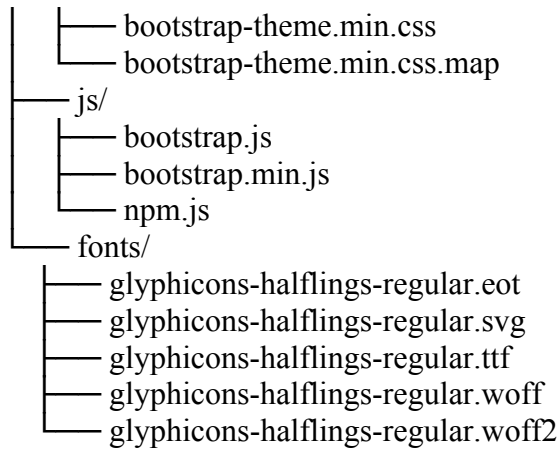 bootstrap-theme.min.css
bootstrap-theme.min.css.map
js/
bootstrap.js
bootstrap.min.js
npm.js
fonts/
glyphicons-halflings-regular.eot
glyphicons-halflings-regular.svg
glyphicons-halflings-regular.ttf
glyphicons-halflings-regular.woff
glyphicons-halflings-regular.woff2